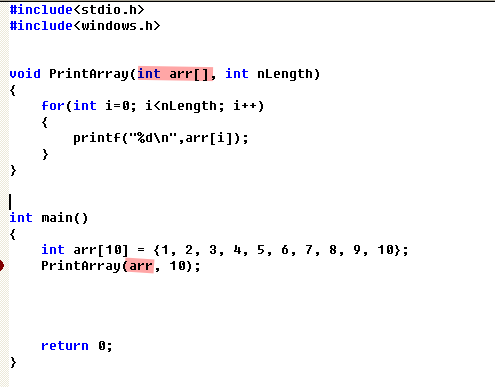 #include<stdio.h>
#include<windows.h>
void PrintArray(int arr[], int nLength)
{
for(int i=0; i<nLength; i++)
{
printf("%d\n",arr[i]);
}
}
int main()
{
int arr[10] = {1, 2, 3, 4, 5, 6, 7, 8, 9, 10};
PrintArray(arr, 10);
return 0;
}